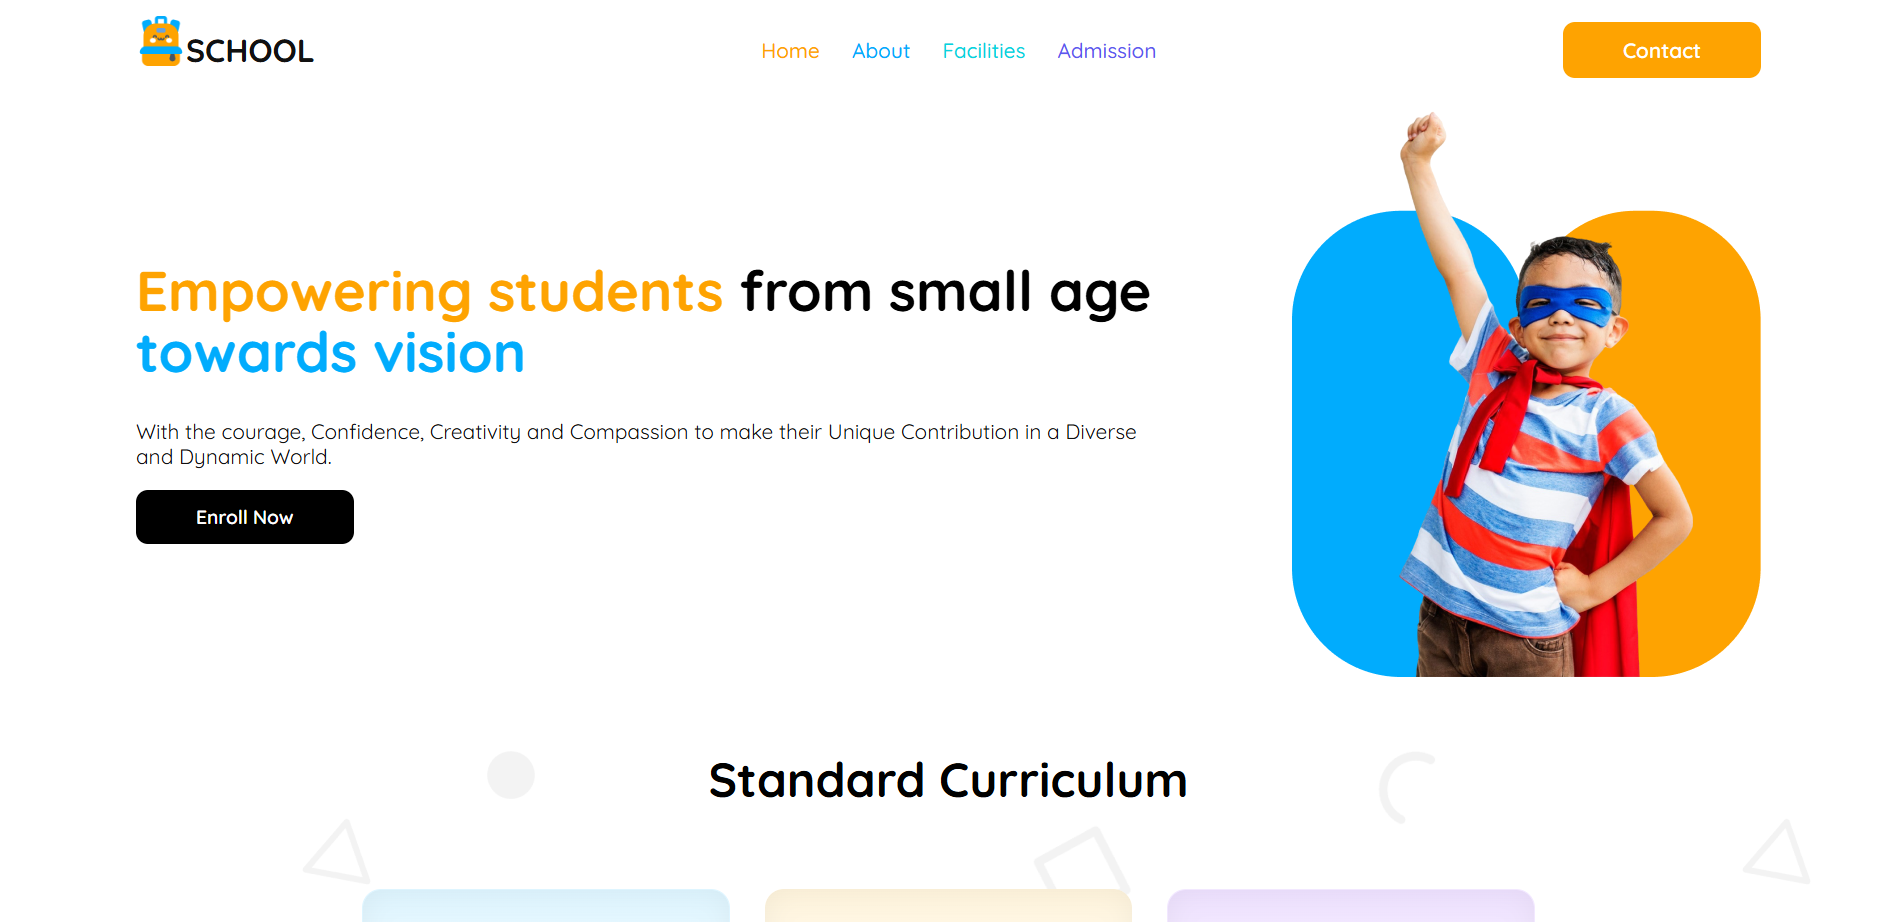 SCHOOL
Home About Facilities Admission
Contact
Empowering students from small age
towards vision
With the courage, Confidence, Creativity and Compassion to make their Unique Contribution in a Diverse
and Dynamic World.
Enroll Now
Standard Curriculum